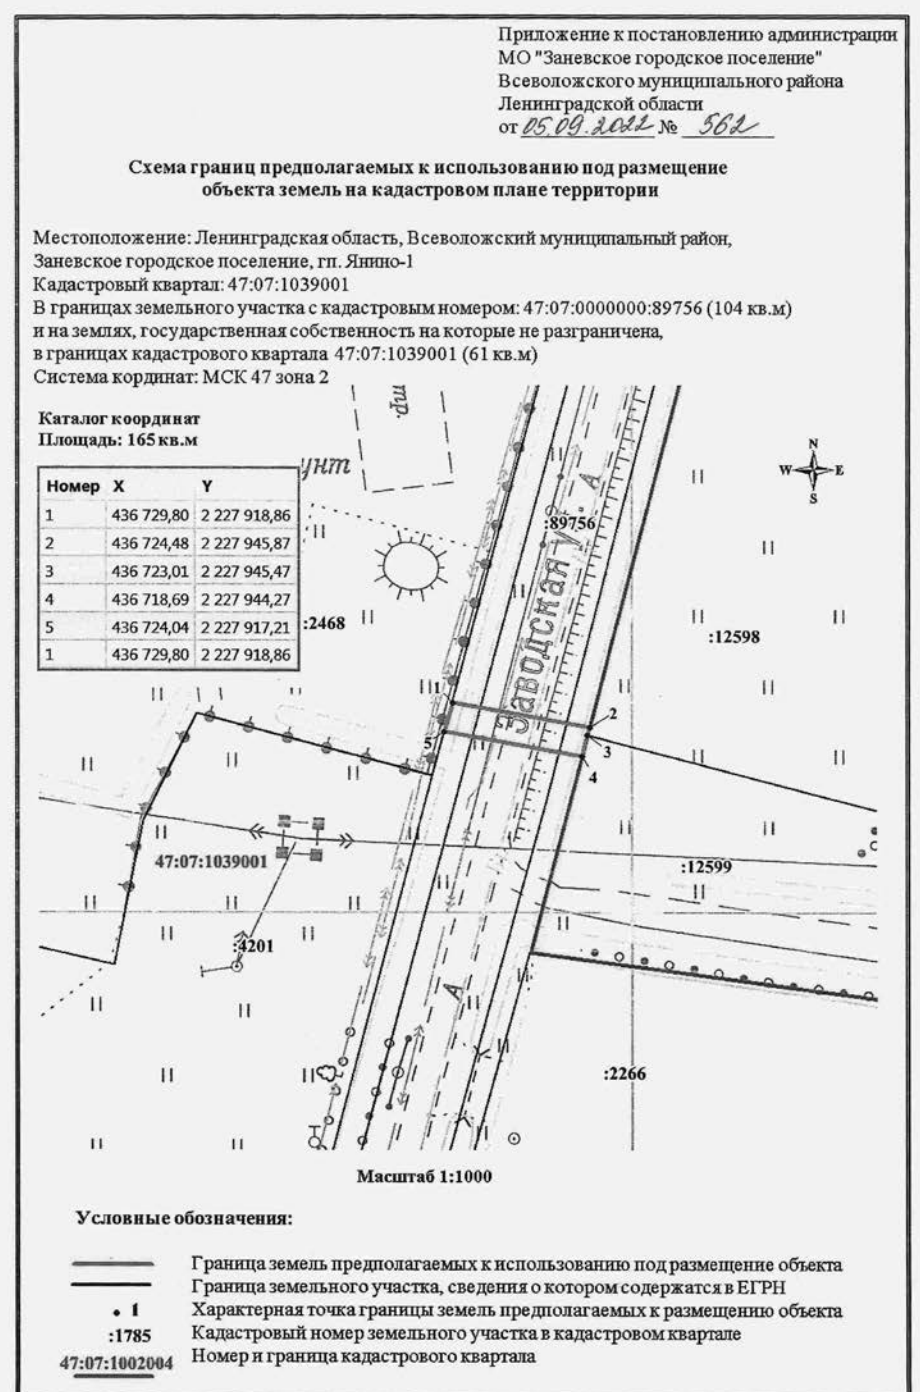 Приложение к постановлению администрации
МО "Заневское городское поселение"
Всеволожского муниципального района
Ленинградской области
от 05.09.2022 № 562
Схема границ предполагаемых к использованию под размещение
объекта земель на кадастровом плане территории
Местоположение: Ленинградская область, Всеволожский муниципальный район,
Заневское городское поселение, гп. Янино-1
Кадастровый квартал: 47:07:1039001
В границах земельного участка с кадастровым номером: 47:07:0000000:89756 (104 кв.м)
и на землях, государственная собственность на которые не разграничена,
в границах кадастрового квартала 47:07:1039001 (61 кв.м)
Система кординат: МСК 47 зона 2
Каталог координат
Площадь: 165 кв.м
Номер X Y
1 436 729,80 2 227 918,86
2 436 724,48 2 227 945,87
3 436 723,01 2 227 945,47
4 436 718,69 2 227 944,27
5 436 724,04 2 227 917,21
1 436 729,80 2 227 918,86
пр.
унт
N
W E
S
:89756
А
Заводская ул.
:2468
:12598
1
2
5
3
4
47:07:1039001
:12599
:4201
А
:2266
Масштаб 1:1000
Условные обозначения:
Граница земель предполагаемых к использованию под размещение объекта
Граница земельного участка, сведения о котором содержатся в ЕГРН
1 Характерная точка границы земель предполагаемых к размещению объекта
:1785 Кадастровый номер земельного участка в кадастровом квартале
47:07:1002004 Номер и граница кадастрового квартала